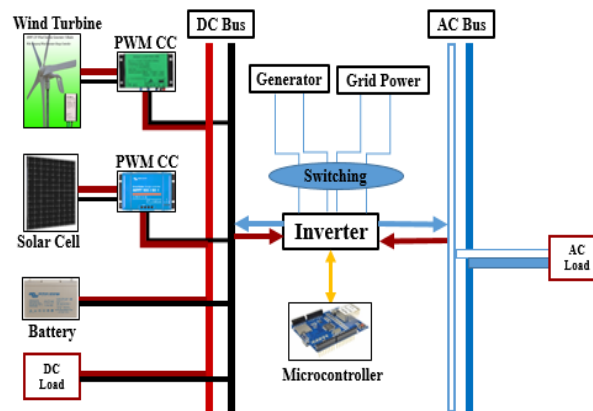 Wind Turbine
PWM CC
DC Bus
AC Bus
Generator
Grid Power
Switching
PWM CC
Solar Cell
Inverter
AC
Load
Battery
DC
Load
Microcontroller